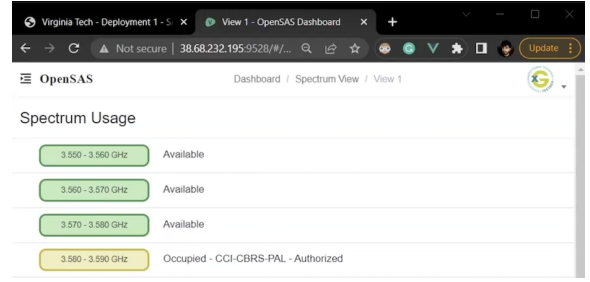 Virginia Tech - Deployment 1 - S
View 1 - OpenSAS Dashboard
Not secure | 38.68.232.195:9528/#/...
Update
OpenSAS
Dashboard / Spectrum View / View 1
Spectrum Usage
3.550 - 3.560 GHz Available
3.560 - 3.570 GHz Available
3.570 - 3.580 GHz Available
3.580 - 3.590 GHz Occupied - CCI-CBRS-PAL - Authorized